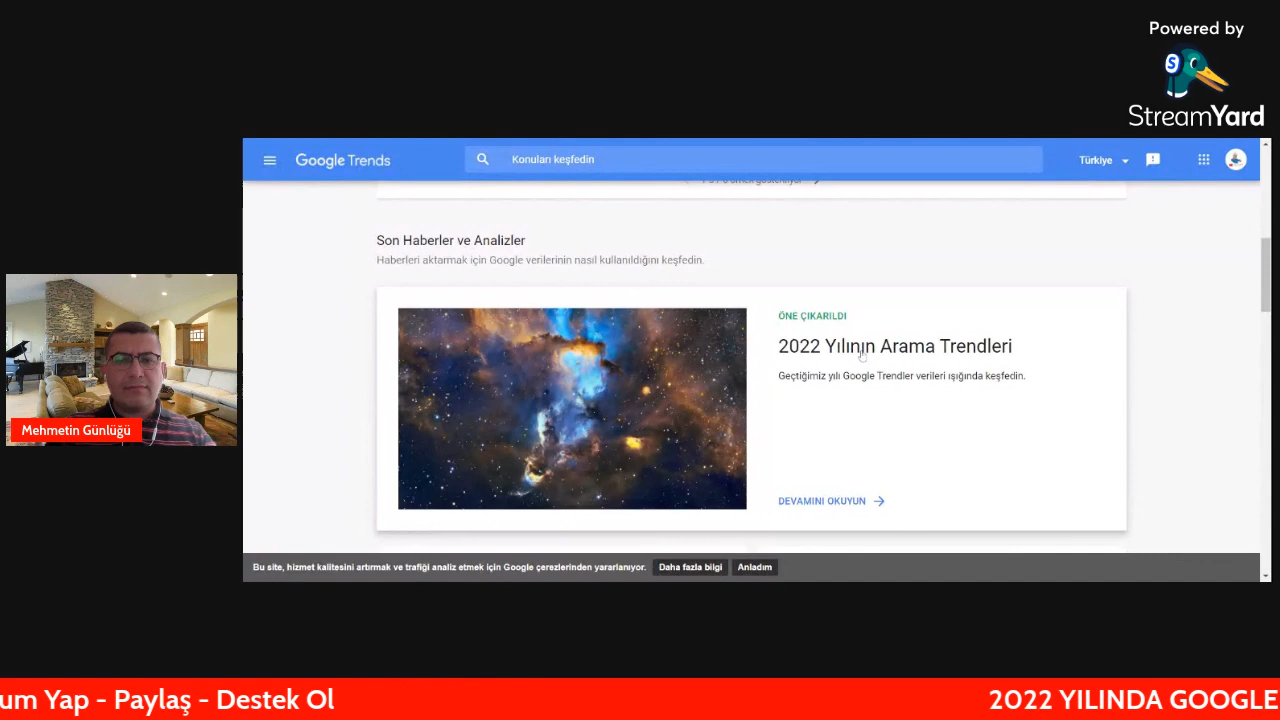 Powered by
StreamYard
Google Trends
Konuları keşfedin
Türkiye
Son Haberler ve Analizler
Haberleri aktarmak için Google verilerinin nasıl kullanıldığını keşfedin.
ÖNE ÇIKARILDI
2022 Yılının Arama Trendleri
Geçtiğimiz yılı Google Trendler verileri ışığında keşfedin.
DEVAMINI OKUYUN
Mehmetin Günlüğü
Bu site, hizmet kalitesini artırmak ve trafiği analiz etmek için Google çerezlerinden yararlanıyor. Daha fazla bilgi Anladım
um Yap - Paylaş - Destek Ol 2022 YILINDA GOOGLE